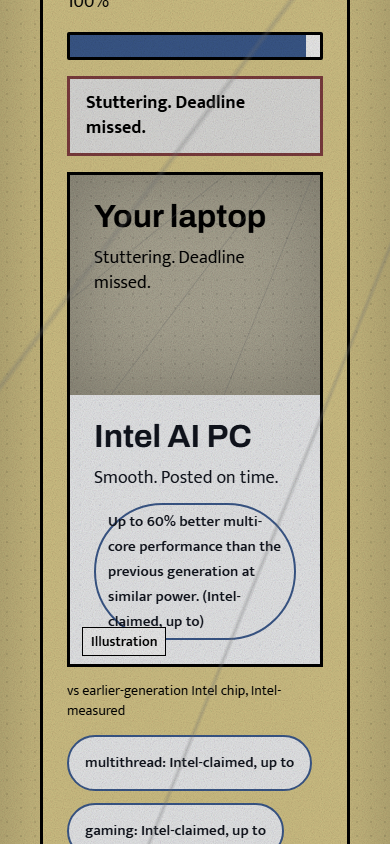 100%
Stuttering. Deadline
missed.
Your laptop
Stuttering. Deadline
missed.
Intel AI PC
Smooth. Posted on time.
Up to 60% better multi-
core performance than the
previous generation at
similar power. (Intel-
claimed, up to)
Illustration
vs earlier-generation Intel chip, Intel-
measured
multithread: Intel-claimed, up to
gaming: Intel-claimed, up to